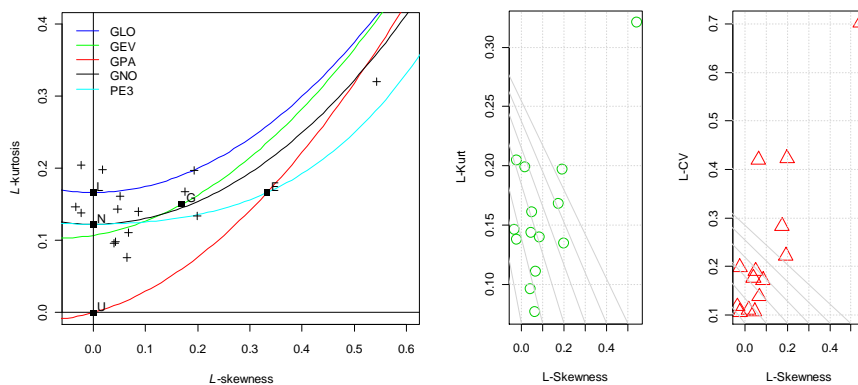 GLO
GEV
GPA
GNO
PE3
G
E
N
U
0.0
0.1
0.2
0.3
0.4
L-kurtosis
0.0 0.1 0.2 0.3 0.4 0.5 0.6
L-skewness
0.10
0.15
0.20
0.25
0.30
L-Kurt
0.0 0.2 0.4
L-Skewness
0.1
0.2
0.3
0.4
0.5
0.6
0.7
L-CV
0.0 0.2 0.4
L-Skewness